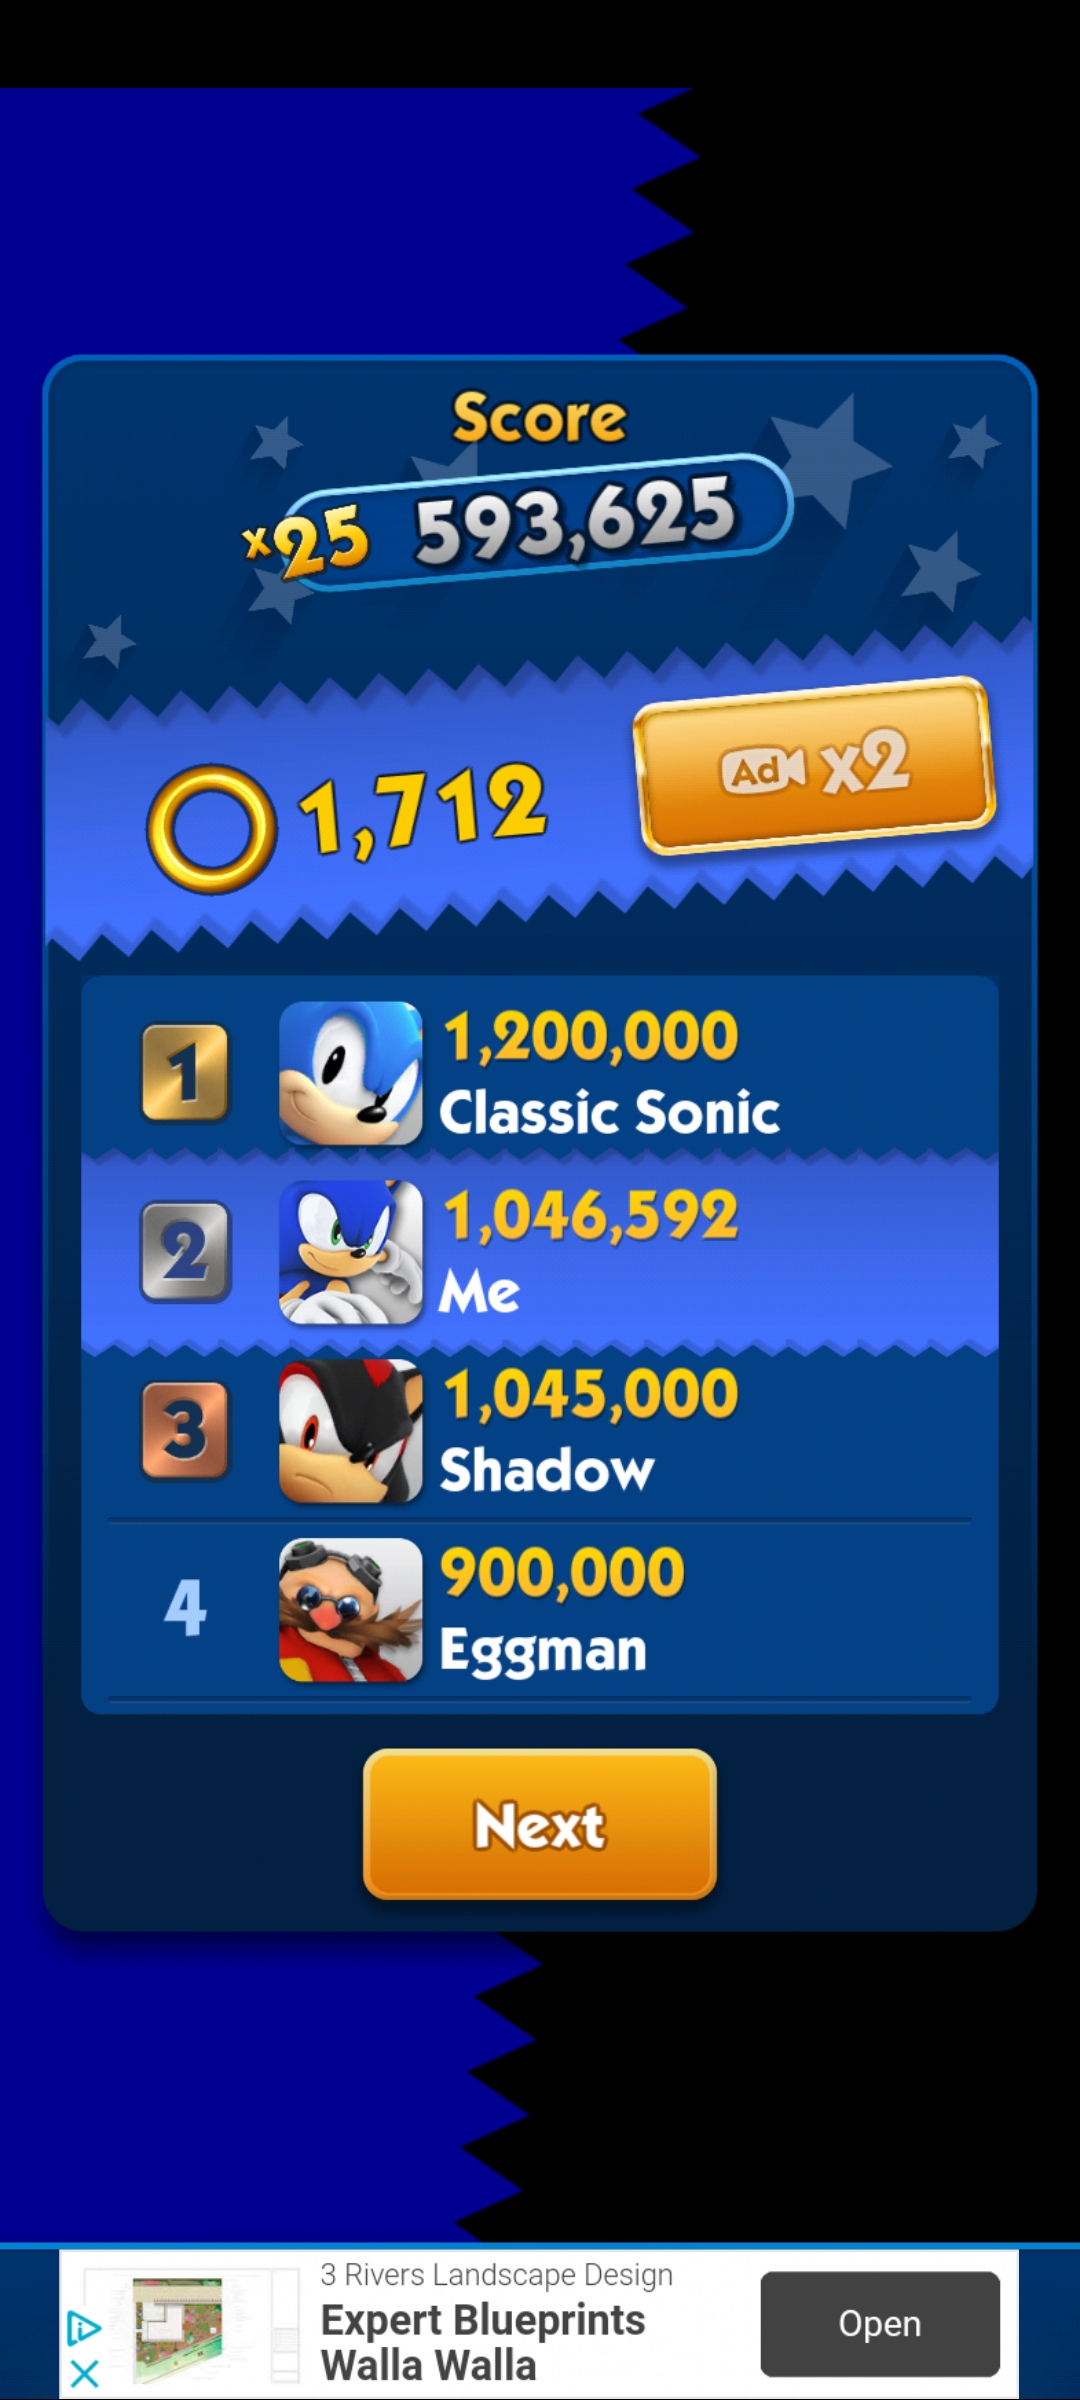 Score
x25 593,625
1,712
Ad x2
1 1,200,000
Classic Sonic
2 1,046,592
Me
3 1,045,000
Shadow
4 900,000
Eggman
Next
3 Rivers Landscape Design
Expert Blueprints
Walla Walla
Open